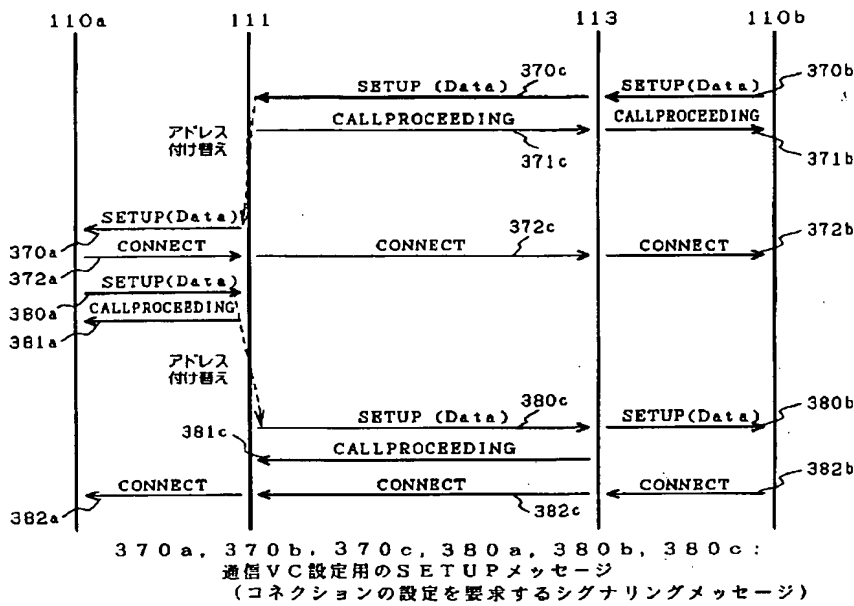 110a 111 113 110b
370c 370b
SETUP (Data) SETUP(Data)
CALLPROCEEDING CALLPROCEEDING
アドレス
付け替え
371c 371b
SETUP(Data)
370a
372c 372b
CONNECT CONNECT CONNECT
372a
SETUP(Data)
380a
CALLPROCEEDING
381a
アドレス
付け替え
380c 380b
SETUP (Data) SETUP(Data)
381c
CALLPROCEEDING
382b
CONNECT CONNECT CONNECT
382a 382c
370a, 370b, 370c, 380a, 380b, 380c:
通信VC設定用のSETUPメッセージ
(コネクションの設定を要求するシグナリングメッセージ)